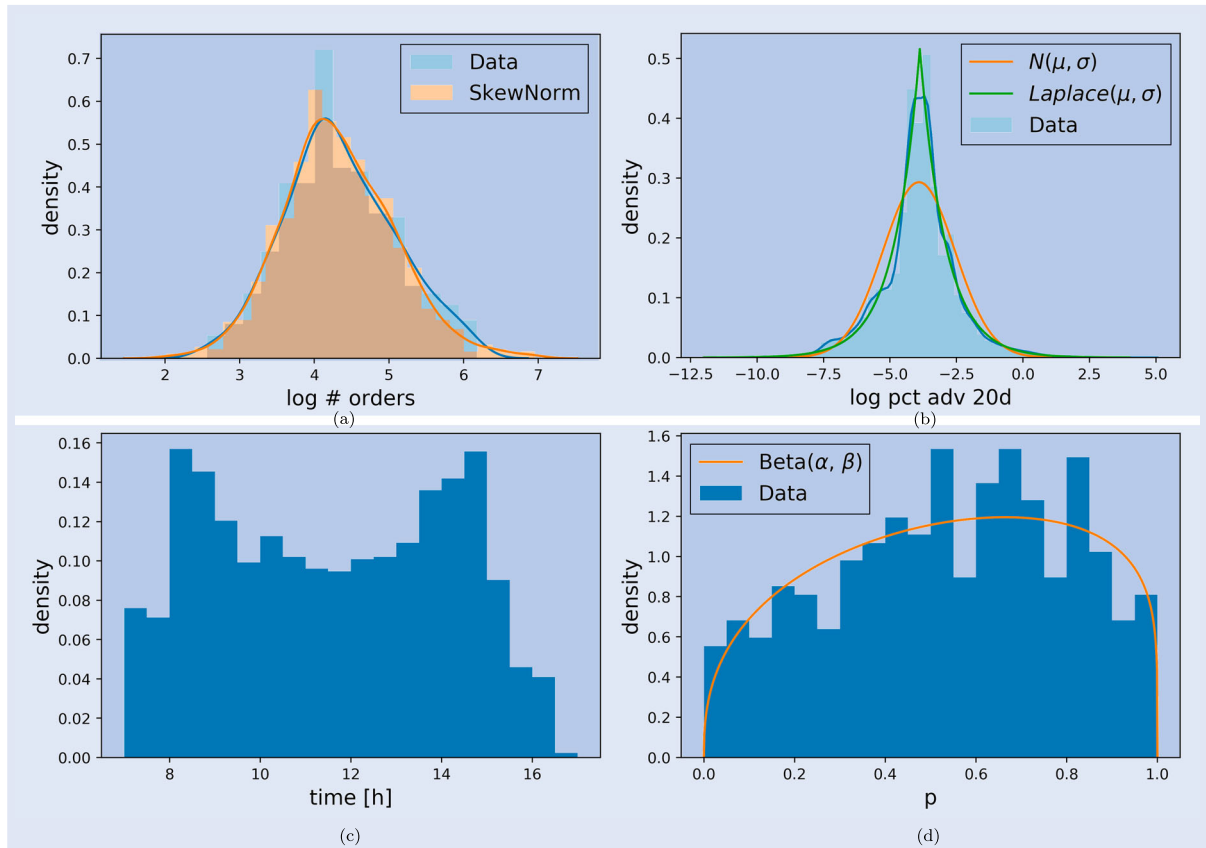 Data
SkewNorm
0.7
0.6
0.5
0.4
0.3
0.2
0.1
0.0
density
2 3 4 5 6 7
log # orders
(a)
N(μ, σ)
Laplace(μ, σ)
Data
0.5
0.4
0.3
0.2
0.1
0.0
density
−12.5 −10.0 −7.5 −5.0 −2.5 0.0 2.5 5.0
log pct adv 20d
(b)
0.16
0.14
0.12
0.10
0.08
0.06
0.04
0.02
0.00
density
8 10 12 14 16
time [h]
(c)
Beta(α, β)
Data
1.6
1.4
1.2
1.0
0.8
0.6
0.4
0.2
0.0
density
0.0 0.2 0.4 0.6 0.8 1.0
p
(d)